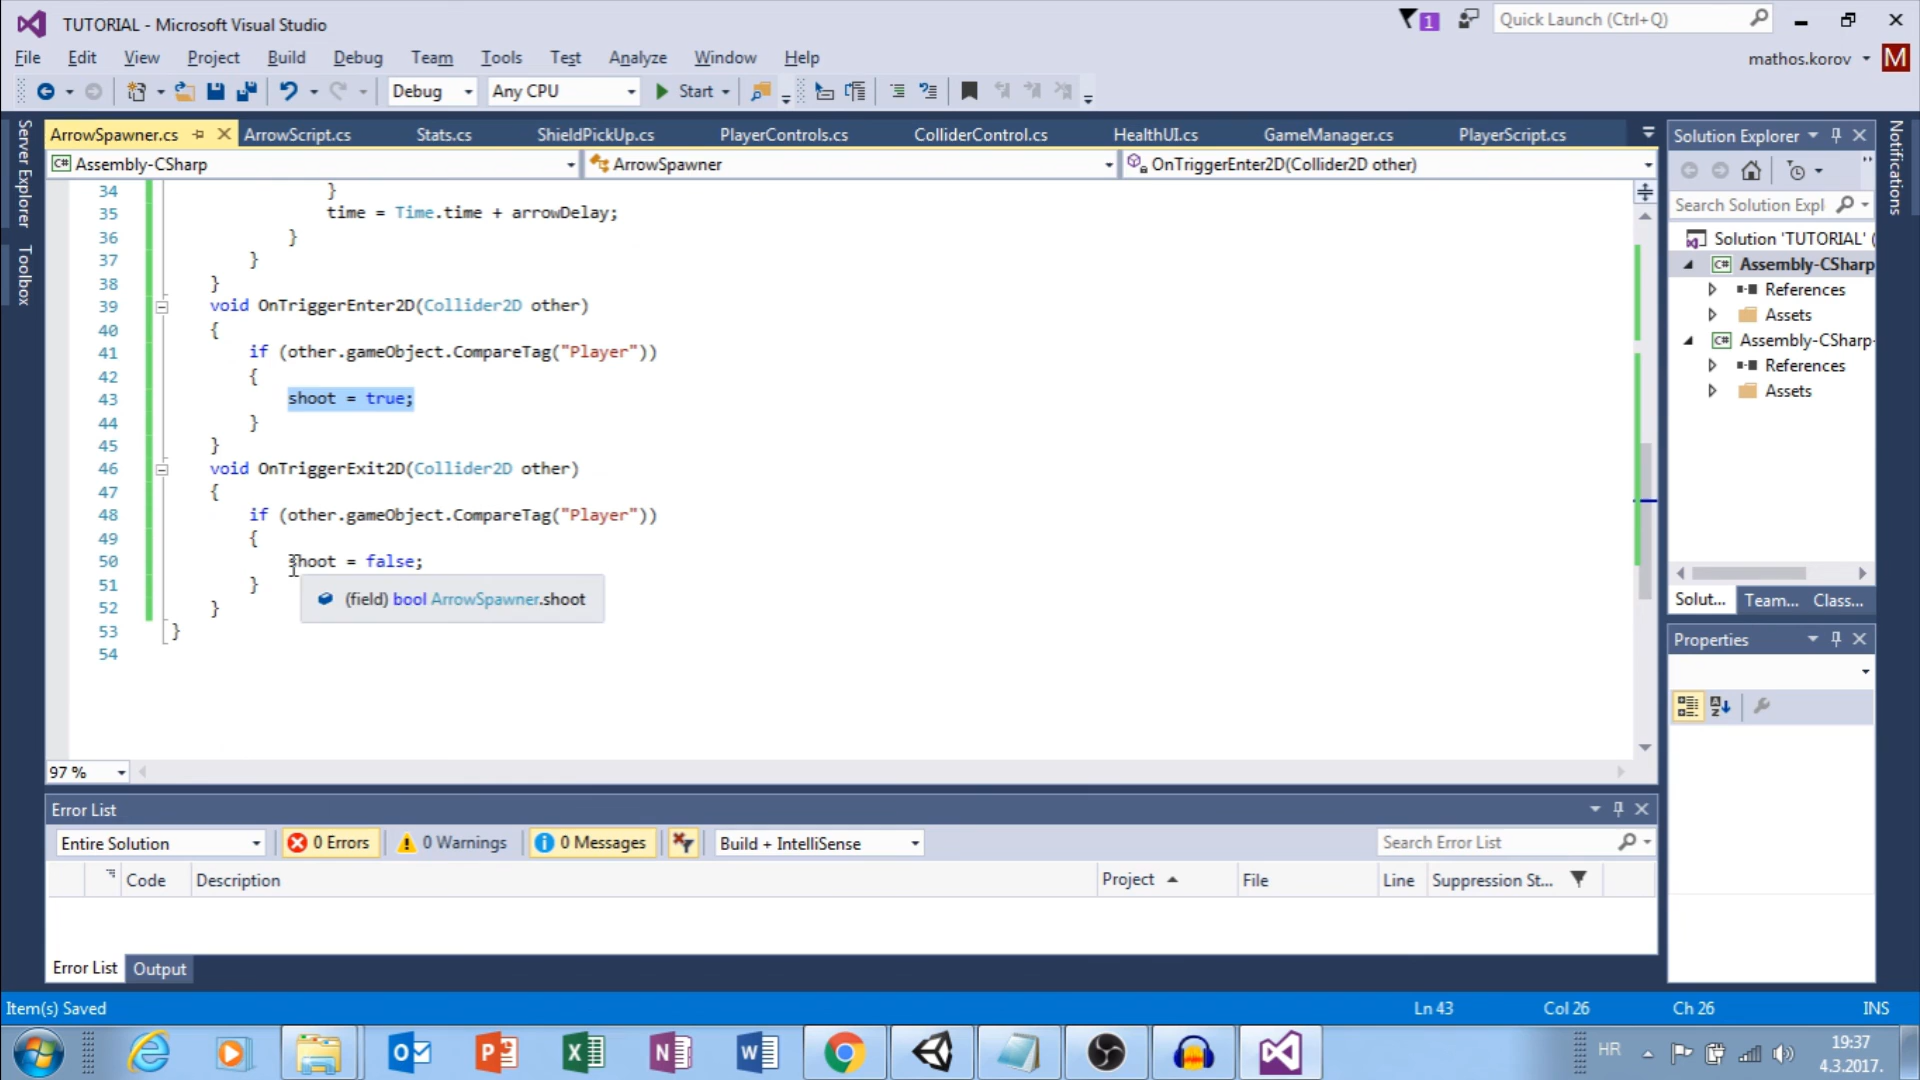 TUTORIAL - Microsoft Visual Studio
1
Quick Launch (Ctrl+Q)
File Edit View Project Build Debug Team Tools Test Analyze Window Help
mathos.korov
M
Debug Any CPU Start
Server Explorer
Toolbox
ArrowSpawner.cs ArrowScript.cs Stats.cs ShieldPickUp.cs PlayerControls.cs ColliderControl.cs HealthUI.cs GameManager.cs PlayerScript.cs
C# Assembly-CSharp ArrowSpawner OnTriggerEnter2D(Collider2D other)
34 }
35 time = Time.time + arrowDelay;
36 }
37 }
38 }
39 void OnTriggerEnter2D(Collider2D other)
40 {
41 if (other.gameObject.CompareTag("Player"))
42 {
43 shoot = true;
44 }
45 }
46 void OnTriggerExit2D(Collider2D other)
47 {
48 if (other.gameObject.CompareTag("Player"))
49 {
50 shoot = false;
51 }
(field) bool ArrowSpawner.shoot
52 }
53 }
54
97 %
Solution Explorer
Search Solution Expl
Solution 'TUTORIAL' (
C# Assembly-CSharp
References
Assets
C# Assembly-CSharp-
References
Assets
Solut... Team... Class...
Properties
Notifications
Error List
Entire Solution 0 Errors 0 Warnings 0 Messages Build + IntelliSense Search Error List
Code Description Project File Line Suppression St...
Error List Output
Item(s) Saved Ln 43 Col 26 Ch 26 INS
HR
19:37
4.3.2017.